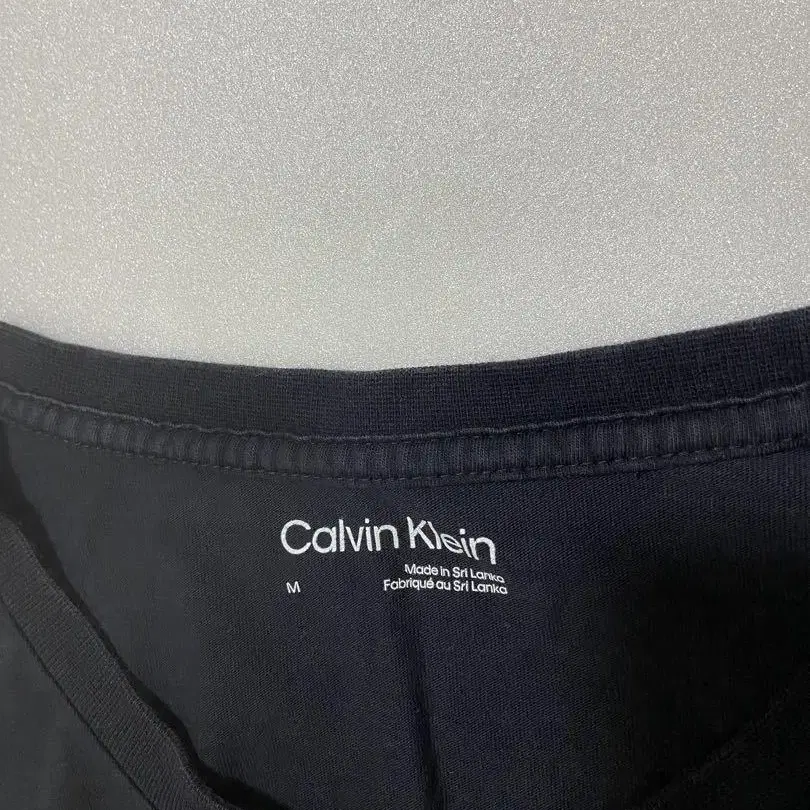 Calvin Klein
Made in Sri Lanka
M
Fabriqué au Sri Lanka